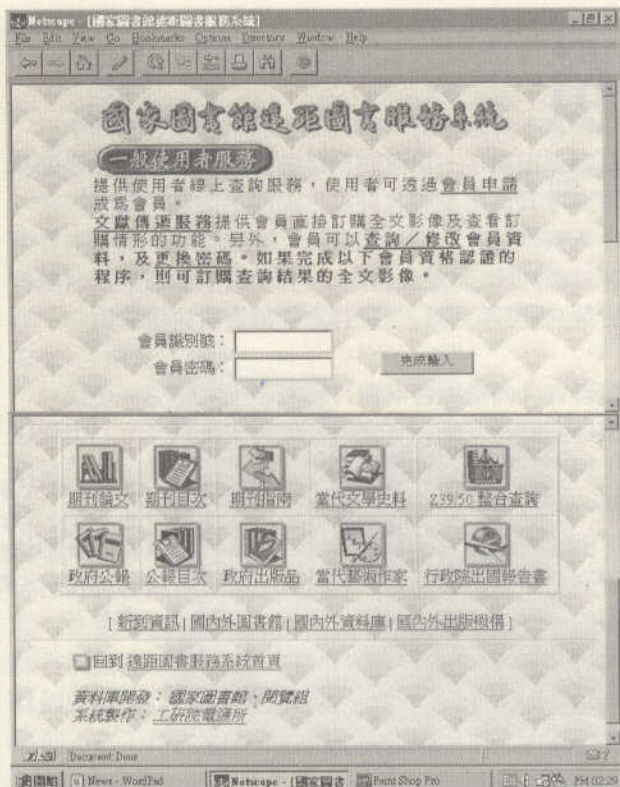 Netscape - [國家圖書館遠距圖書服務系統]
File Edit View Go Bookmarks Options Directory Window Help
國家圖書館遠距圖書服務系統
一般使用者服務
提供使用者線上查詢服務，使用者可透過會員申請
成爲會員。
文獻傳遞服務提供會員直接訂購全文影像及查看訂
購情形的功能。另外，會員可以查詢／修改會員資
料，及更換密碼。如果完成以下會員資格認證的
程序，則可訂購查詢結果的全文影像。
會員識別號：
會員密碼： 完成輸入
期刊論文 期刊目次 期刊指南 當代文學史料 Z39.50 整合查詢
政府公報 公報目次 政府出版品 當代藝術作家 行政院出國報告書
[ 新到資訊 | 國內外圖書館 | 國內外資料庫 | 國內外出版機構 ]
回到 遠距圖書服務系統首頁
資料庫開發： 國家圖書館、閱覽組
系統製作： 工研院電通所
Document: Done
開始 News - WordPad Netscape - [國家圖書 Paint Shop Pro PM 02:29